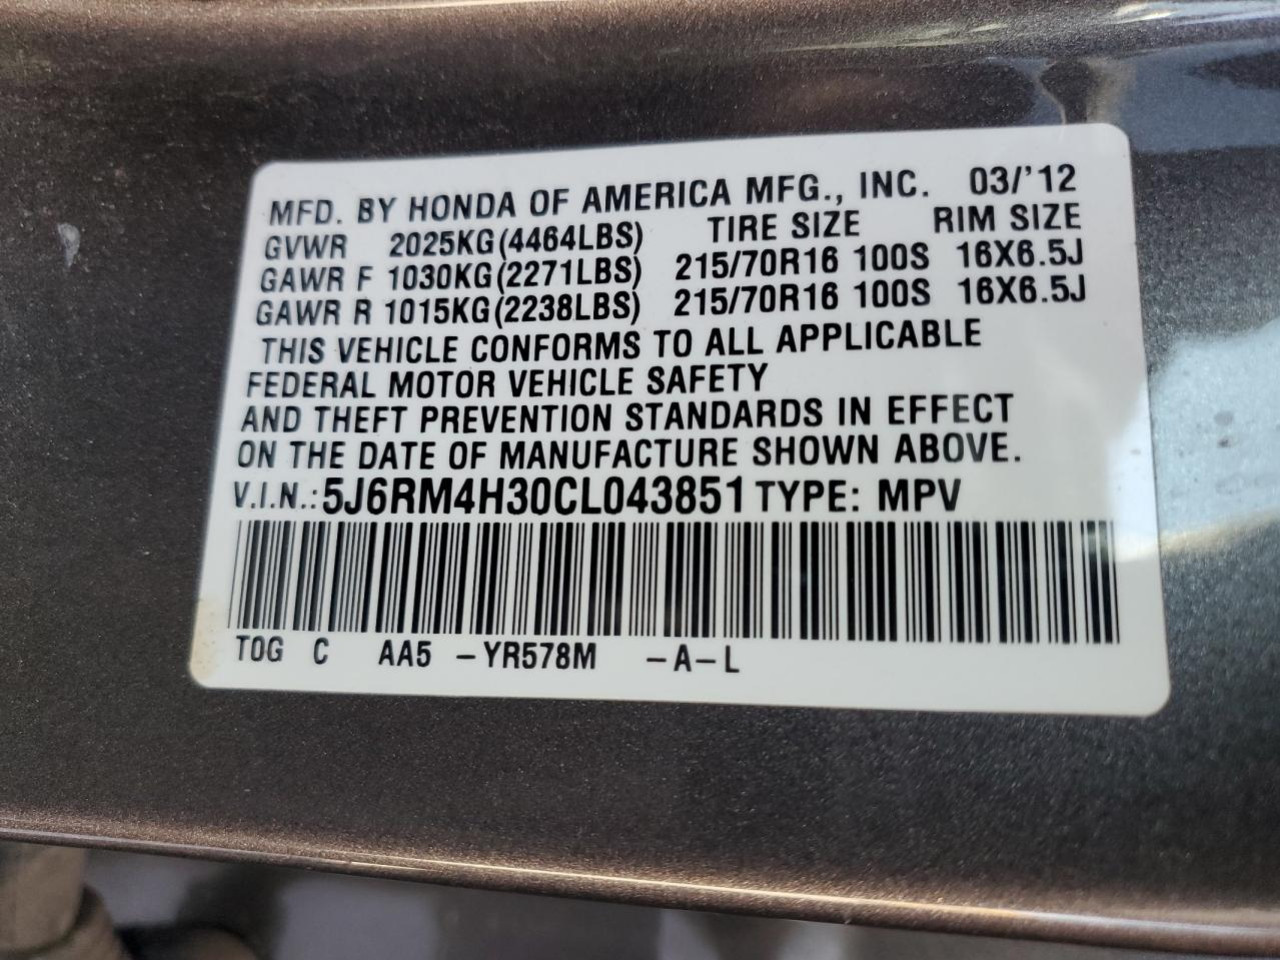 MFD. BY HONDA OF AMERICA MFG., INC. 03/'12
GVWR 2025KG(4464LBS) TIRE SIZE RIM SIZE
GAWR F 1030KG(2271LBS) 215/70R16 100S 16X6.5J
GAWR R 1015KG(2238LBS) 215/70R16 100S 16X6.5J
THIS VEHICLE CONFORMS TO ALL APPLICABLE
FEDERAL MOTOR VEHICLE SAFETY
AND THEFT PREVENTION STANDARDS IN EFFECT
ON THE DATE OF MANUFACTURE SHOWN ABOVE.
V.I.N.: 5J6RM4H30CL043851 TYPE: MPV
TOG C AA5 -YR578M -A-L